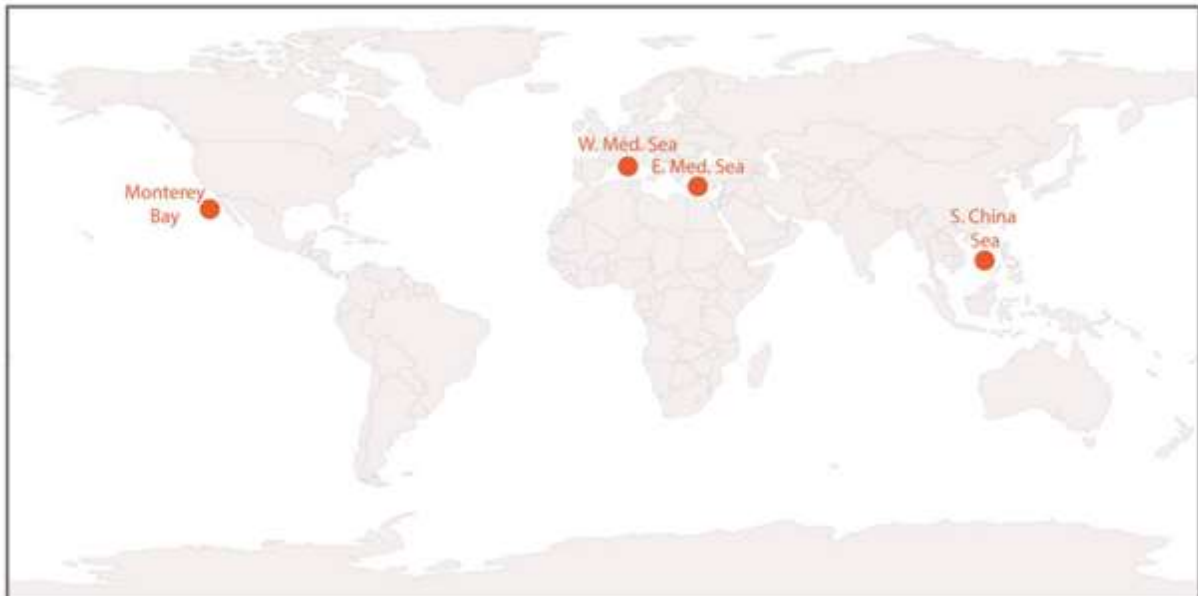 W. Med. Sea
E. Med. Sea
Monterey
Bay
S. China
Sea